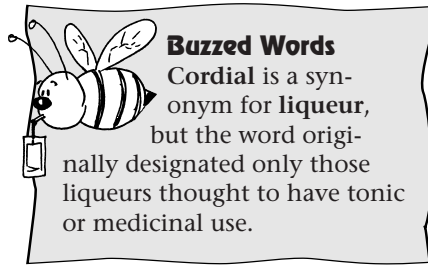 Buzzed Words
Cordial is a syn-
onym for liqueur,
but the word origi-
nally designated only those
liqueurs thought to have tonic
or medicinal use.